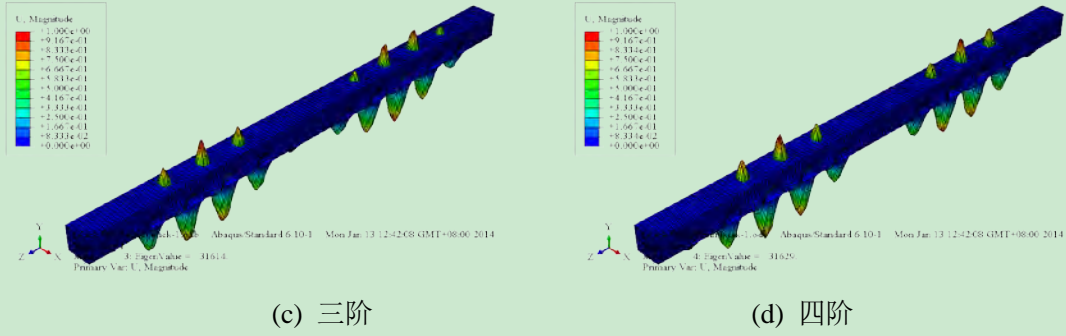 U, Magnitude
+1.000e+00
+9.167e-01
+8.333e-01
+7.500e-01
+6.667e-01
+5.833e-01
+5.000e-01
+4.167e-01
+3.333e-01
+2.500e-01
+1.667e-01
+8.333e-02
+0.000e+00
Y
Z X
Abaqus/Standard 6.10-1 Mon Jan 13 12:42:08 GMT+08:00 2014
3: EigenValue = 31614
Primary Var: U, Magnitude
(c) 三阶
U, Magnitude
+1.000e+00
+9.167e-01
+8.334e-01
+7.500e-01
+6.667e-01
+5.833e-01
+5.000e-01
+4.167e-01
+3.333e-01
+2.500e-01
+1.667e-01
+8.334e-02
+0.000e+00
Y
Z X
Abaqus/Standard 6.10-1 Mon Jan 13 12:42:08 GMT+08:00 2014
4: EigenValue = 31629
Primary Var: U, Magnitude
(d) 四阶